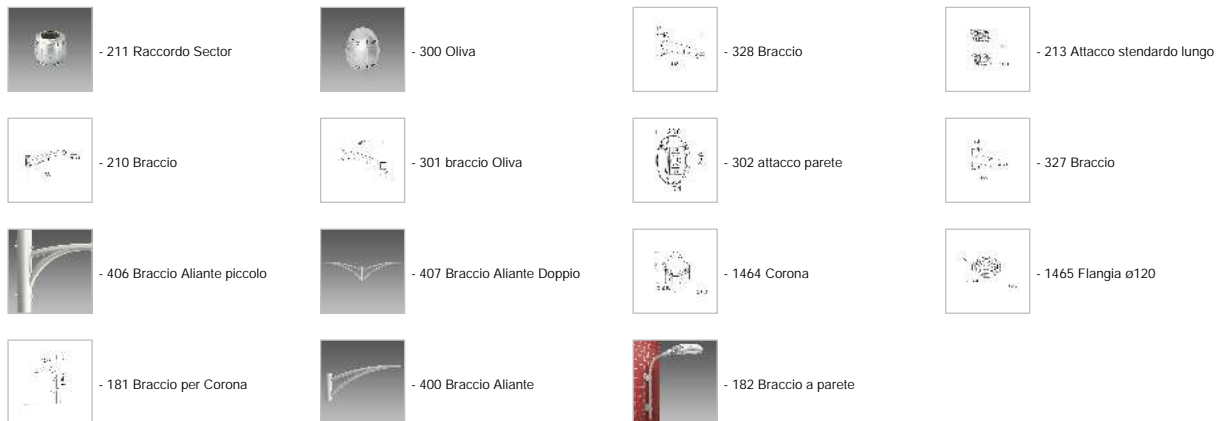 - 211 Raccordo Sector
- 300 Oliva
- 328 Braccio
- 213 Attacco stendardo lungo
- 210 Braccio
- 301 braccio Oliva
- 302 attacco parete
- 327 Braccio
- 406 Braccio Aliante piccolo
- 407 Braccio Aliante Doppio
- 1464 Corona
- 1465 Flangia ø120
- 181 Braccio per Corona
- 400 Braccio Aliante
- 182 Braccio a parete